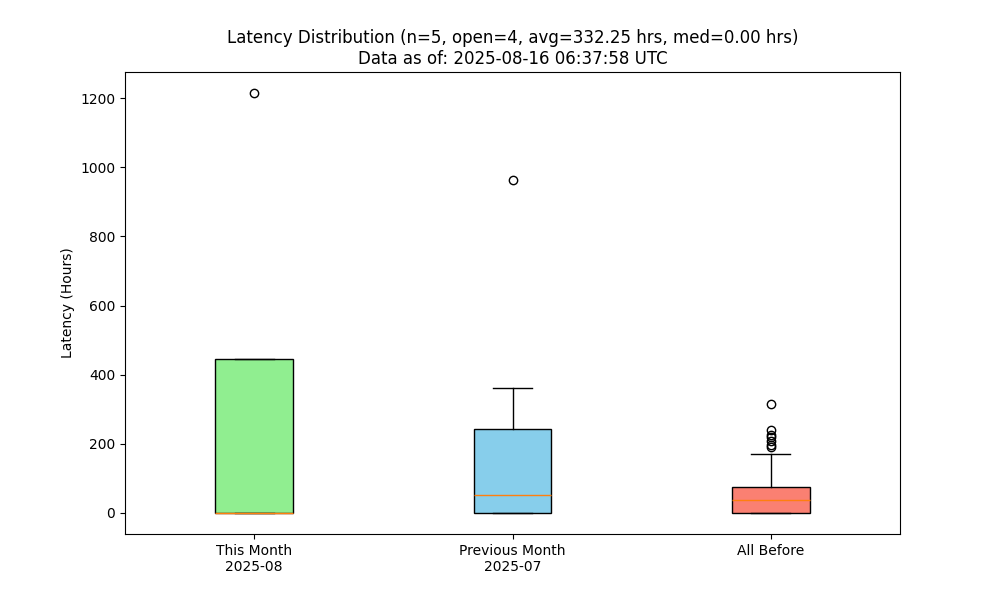 Latency Distribution (n=5, open=4, avg=332.25 hrs, med=0.00 hrs)
Data as of: 2025-08-16 06:37:58 UTC
1200
1000
800
600
400
200
0
Latency (Hours)
This Month
2025-08
Previous Month
2025-07
All Before